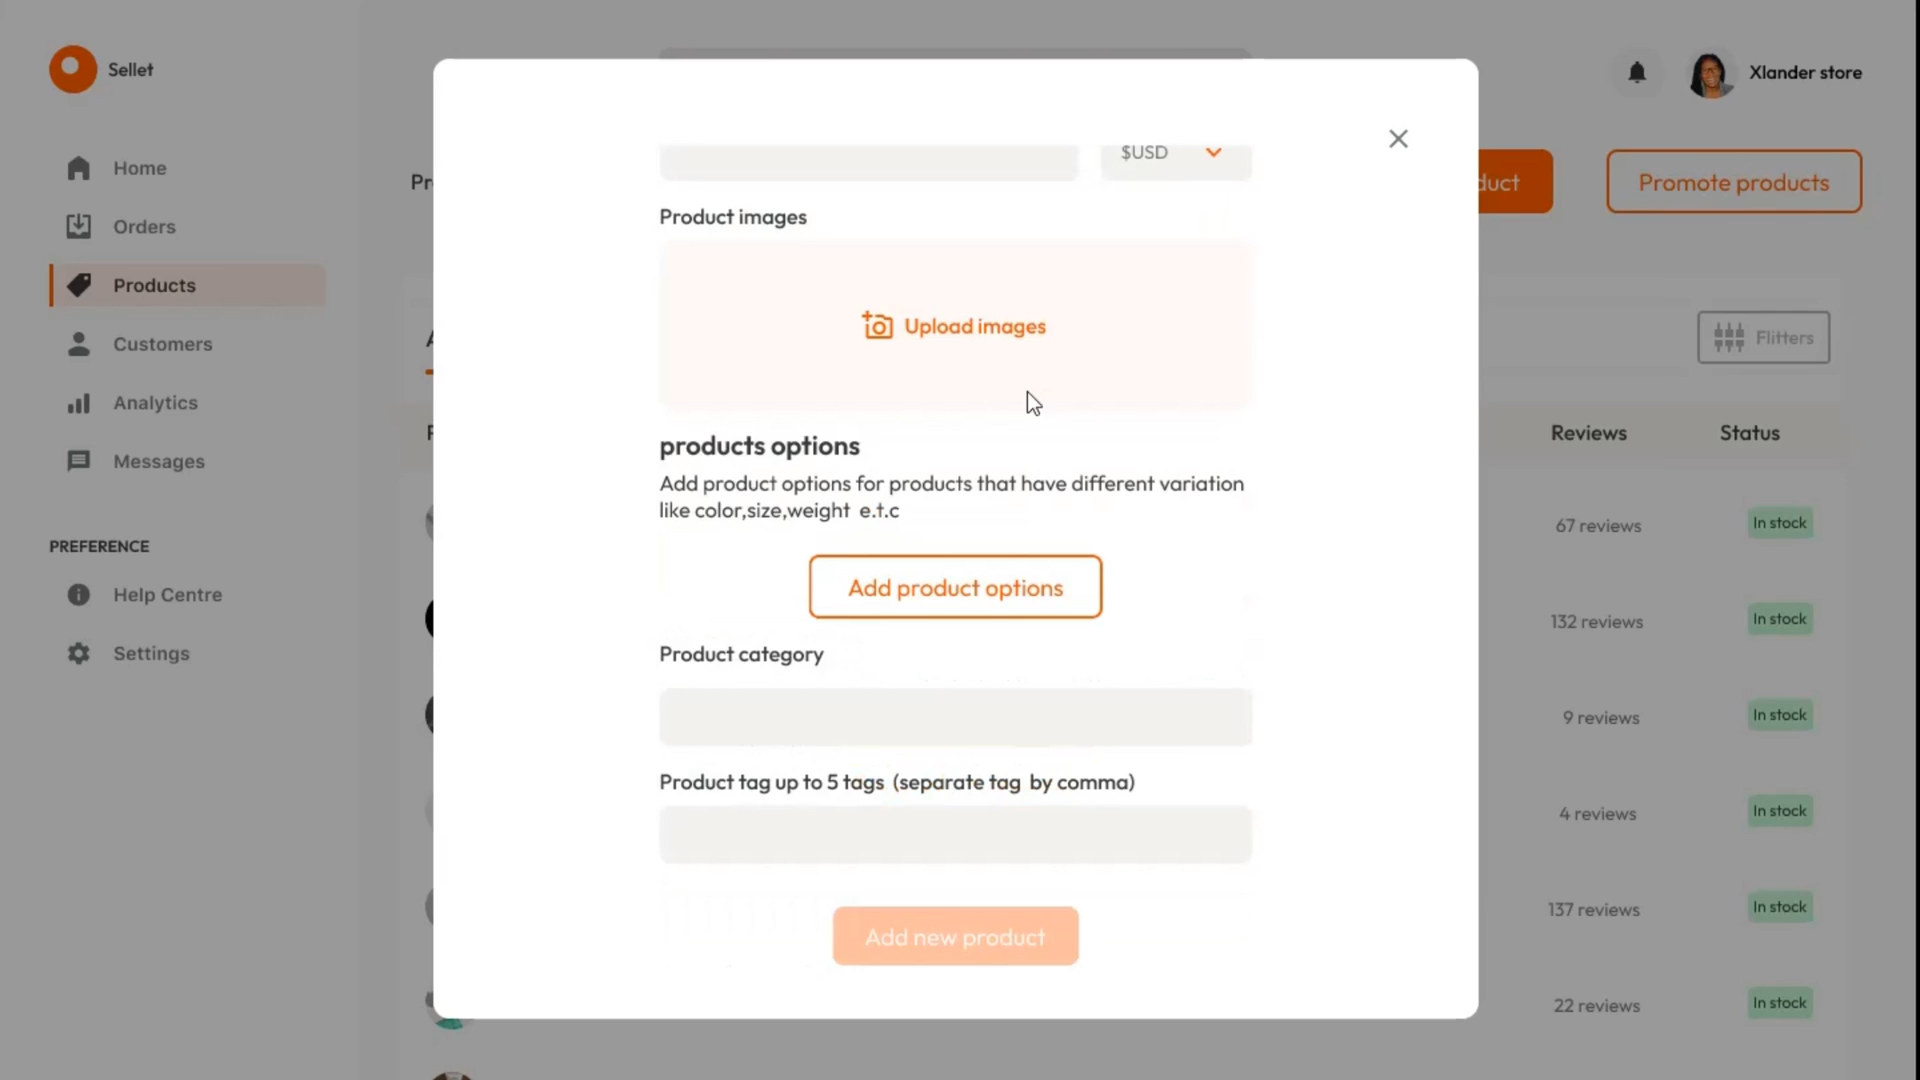 Sellet
Xlander store
Home
Orders
Products
Customers
Analytics
Messages
PREFERENCE
Help Centre
Settings
Promote products
Flitters
Reviews
Status
67 reviews
In stock
132 reviews
In stock
9 reviews
In stock
4 reviews
In stock
137 reviews
In stock
22 reviews
In stock
$USD
Product images
Upload images
products options
Add product options for products that have different variation
like color,size,weight e.t.c
Add product options
Product category
Product tag up to 5 tags (separate tag by comma)
Add new product